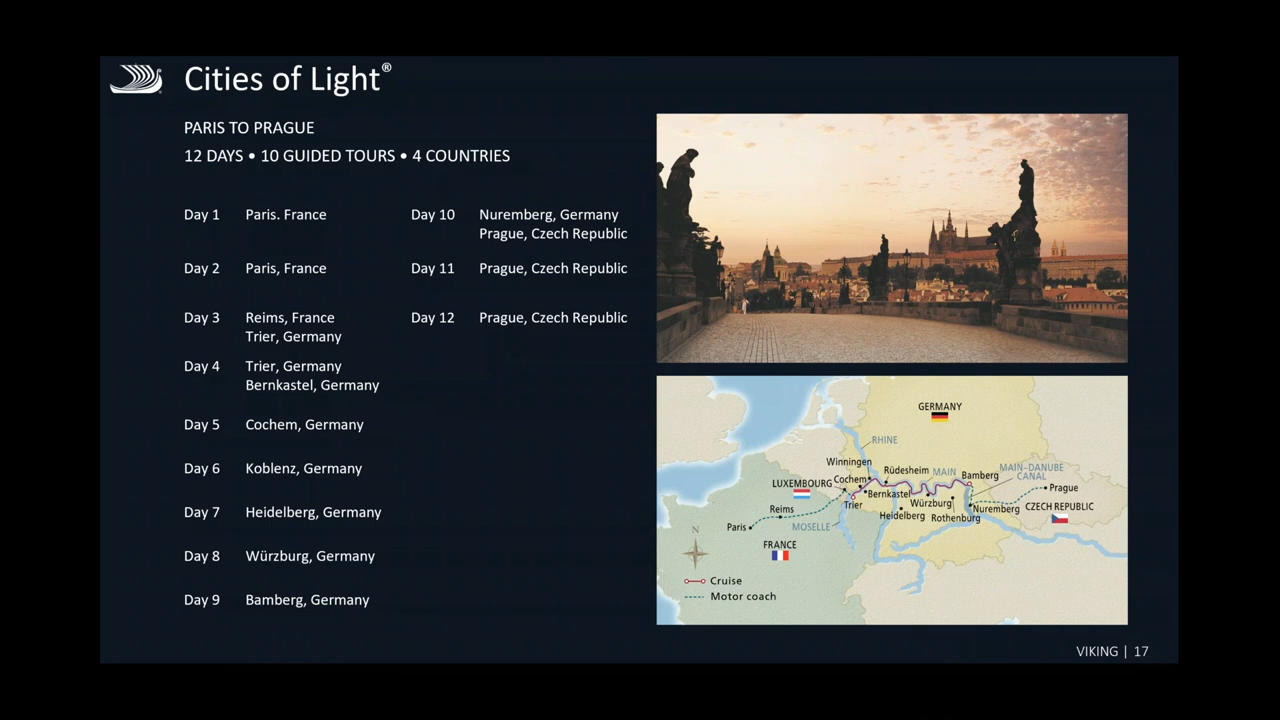 Cities of Light®
PARIS TO PRAGUE
12 DAYS • 10 GUIDED TOURS • 4 COUNTRIES
Day 1 Paris. France
Day 2 Paris, France
Day 3 Reims, France
Trier, Germany
Day 4 Trier, Germany
Bernkastel, Germany
Day 5 Cochem, Germany
Day 6 Koblenz, Germany
Day 7 Heidelberg, Germany
Day 8 Würzburg, Germany
Day 9 Bamberg, Germany
Day 10 Nuremberg, Germany
Prague, Czech Republic
Day 11 Prague, Czech Republic
Day 12 Prague, Czech Republic
GERMANY
RHINE
Winningen
Rüdesheim
MAIN
Bamberg
MAIN-DANUBE
CANAL
LUXEMBOURG
Cochem
Bernkastel
Prague
Trier
Würzburg
Reims
Heidelberg
Rothenburg
Nuremberg
CZECH REPUBLIC
Paris
MOSELLE
N
FRANCE
Cruise
Motor coach
VIKING | 17